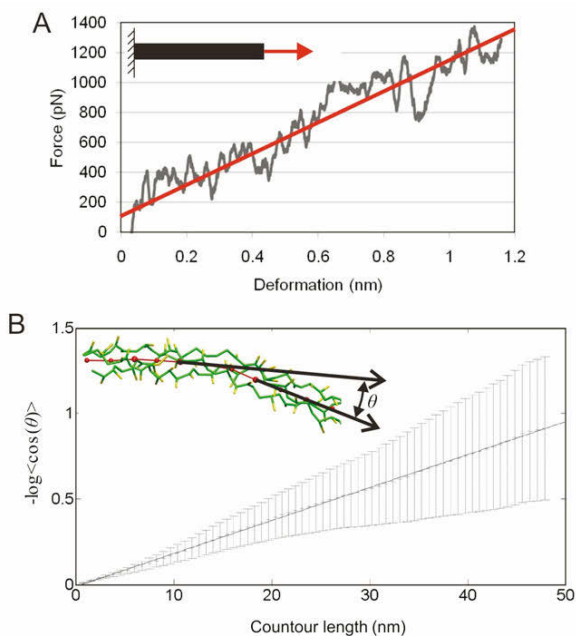 A
1400
1200
1000
800
600
400
200
0
Force (pN)
0 0.2 0.4 0.6 0.8 1 1.2
Deformation (nm)
B
1.5
1
0.5
0
-log<cos(θ)>
θ
0 10 20 30 40 50
Countour length (nm)